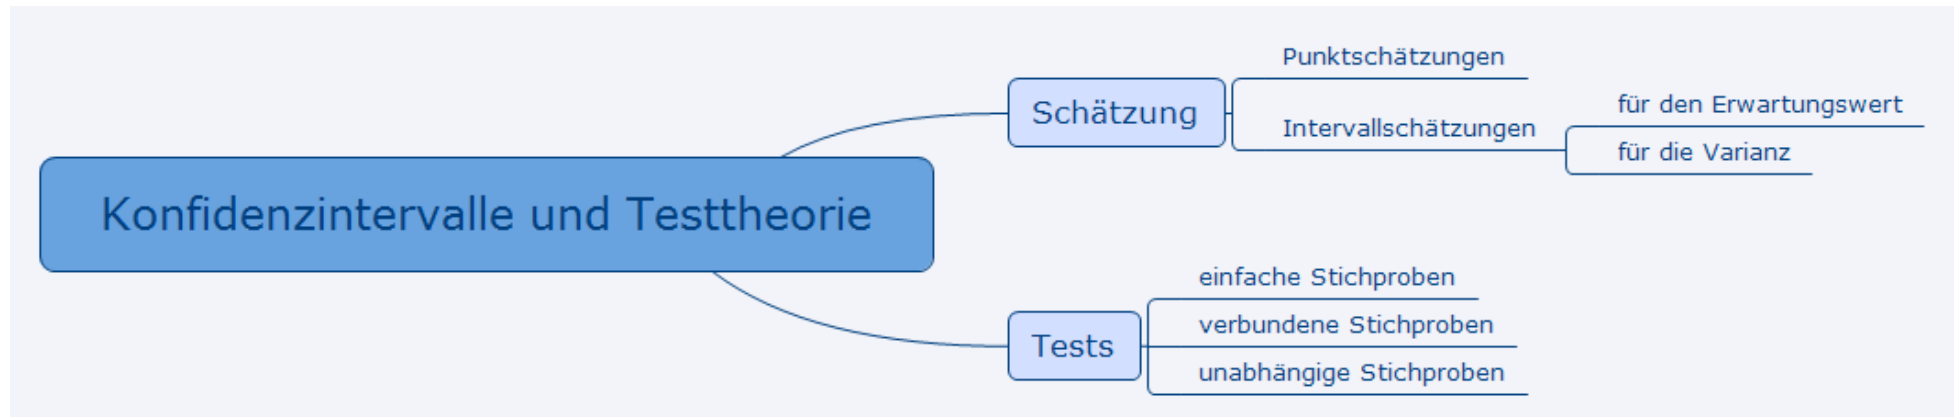 Konfidenzintervalle und Testtheorie
Schätzung
Punktschätzungen
Intervallschätzungen
für den Erwartungswert
für die Varianz
Tests
einfache Stichproben
verbundene Stichproben
unabhängige Stichproben